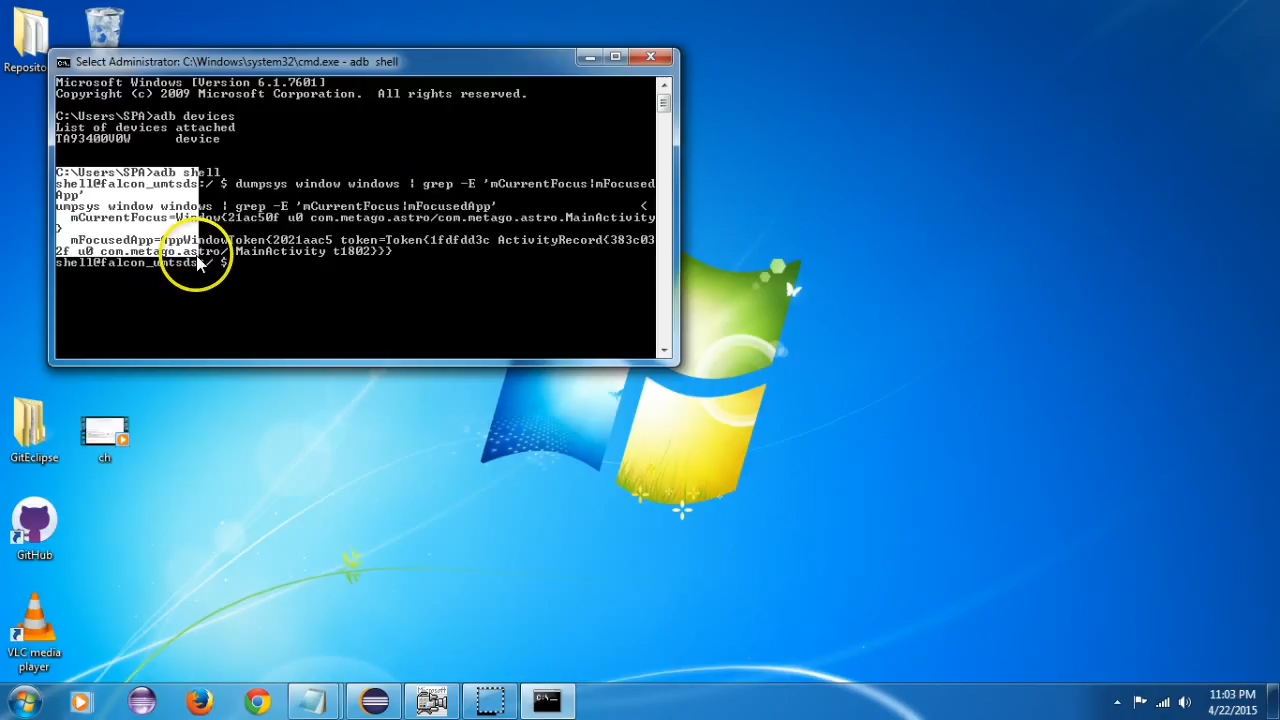 Reposito
Select Administrator: C:\Windows\system32\cmd.exe - adb shell
Microsoft Windows [Version 6.1.7601]
Copyright (c) 2009 Microsoft Corporation. All rights reserved.
C:\Users\SPA>adb devices
List of devices attached
TA93400V0W device
C:\Users\SPA>adb shell
shell@falcon_umtsds:/ $ dumpsys window windows | grep -E 'mCurrentFocus|mFocused
App'
umpsys window windows | grep -E 'mCurrentFocus|mFocusedApp' <
mCurrentFocus=Window{21ac50f u0 com.metago.astro/com.metago.astro.MainActivity
}
mFocusedApp=AppWindowToken{2021aac5 token=Token{1fdfdd3c ActivityRecord{383c03
2f u0 com.metago.astro/.MainActivity t1802}}}
shell@falcon_umtsds:/ $
GitEclipse
ch
GitHub
VLC media
player
11:03 PM
4/22/2015